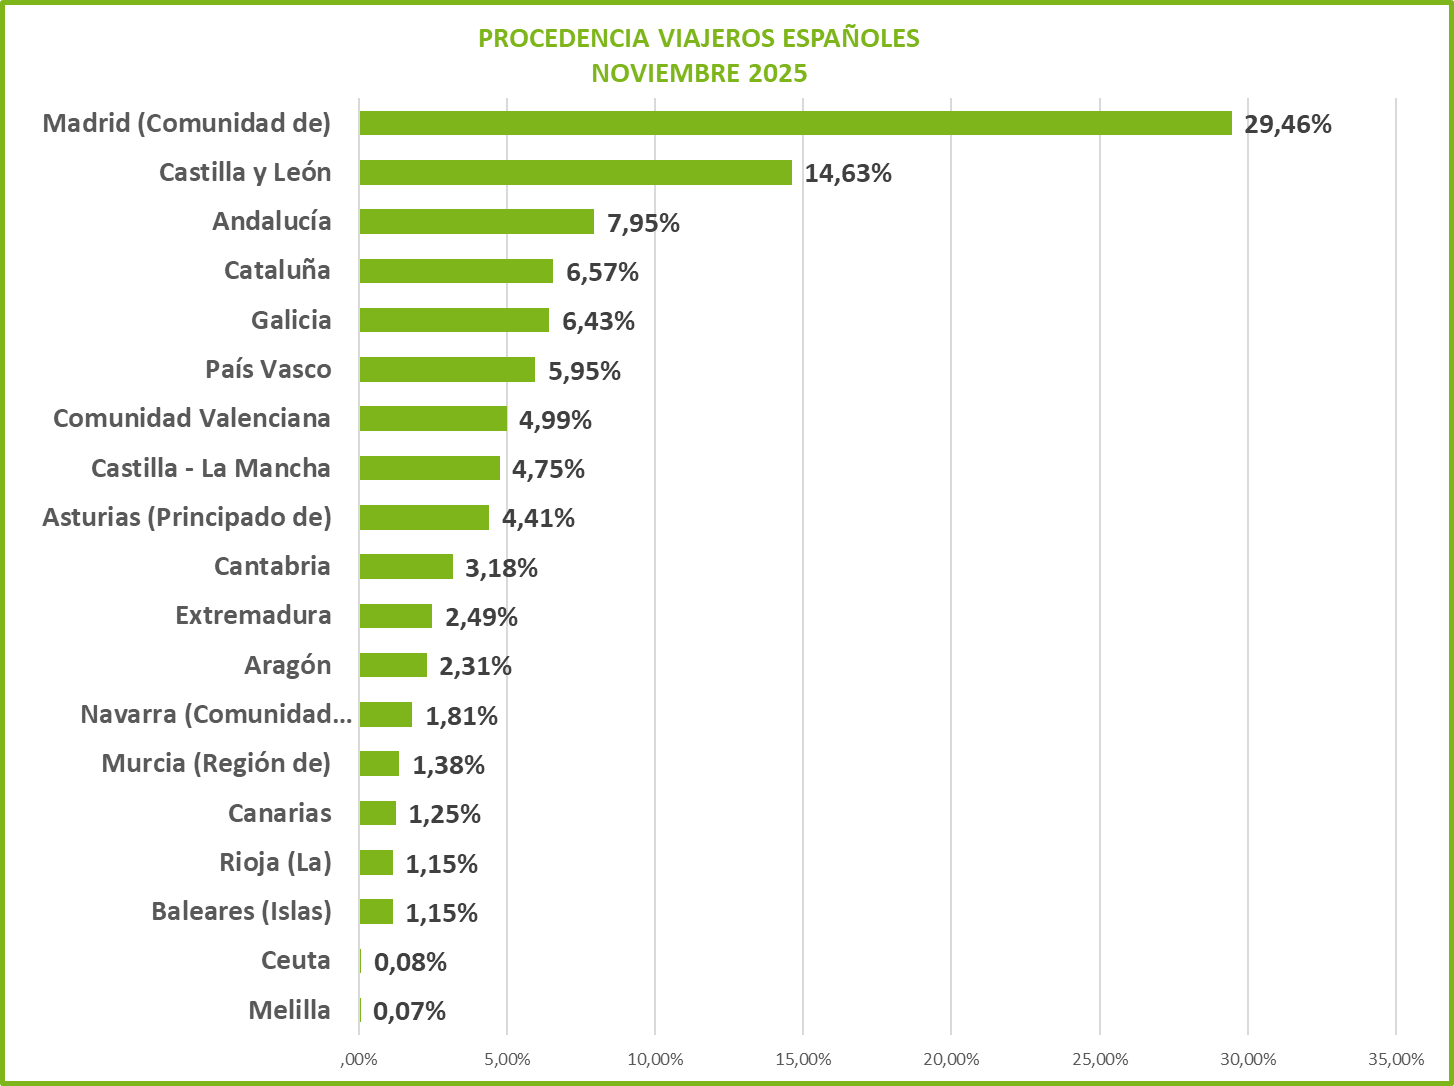 PROCEDENCIA VIAJEROS ESPAÑOLES
NOVIEMBRE 2025
Madrid (Comunidad de) 29,46%
Castilla y León 14,63%
Andalucía 7,95%
Cataluña 6,57%
Galicia 6,43%
País Vasco 5,95%
Comunidad Valenciana 4,99%
Castilla - La Mancha 4,75%
Asturias (Principado de) 4,41%
Cantabria 3,18%
Extremadura 2,49%
Aragón 2,31%
Navarra (Comunidad... 1,81%
Murcia (Región de) 1,38%
Canarias 1,25%
Rioja (La) 1,15%
Baleares (Islas) 1,15%
Ceuta 0,08%
Melilla 0,07%
,00% 5,00% 10,00% 15,00% 20,00% 25,00% 30,00% 35,00%